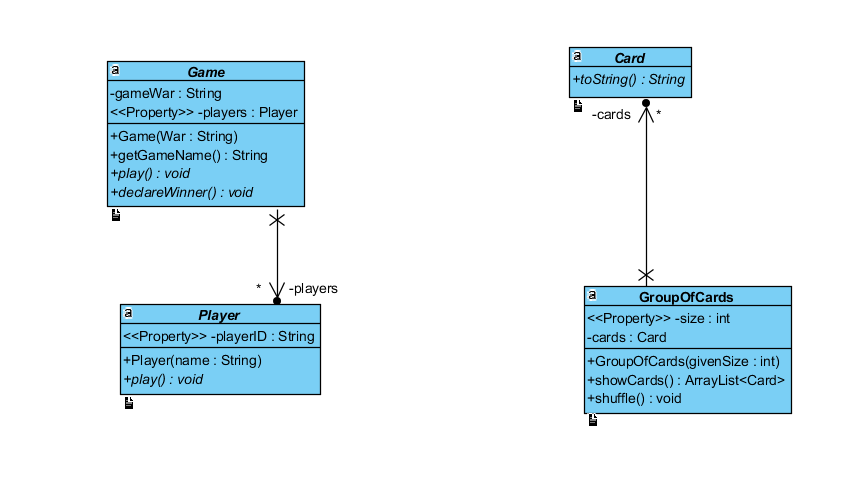 a
Game
-gameWar : String
<<Property>> -players : Player
+Game(War : String)
+getGameName() : String
+play() : void
+declareWinner() : void
* -players
a
Player
<<Property>> -playerID : String
+Player(name : String)
+play() : void
a
Card
+toString() : String
-cards *
a
GroupOfCards
<<Property>> -size : int
-cards : Card
+GroupOfCards(givenSize : int)
+showCards() : ArrayList<Card>
+shuffle() : void